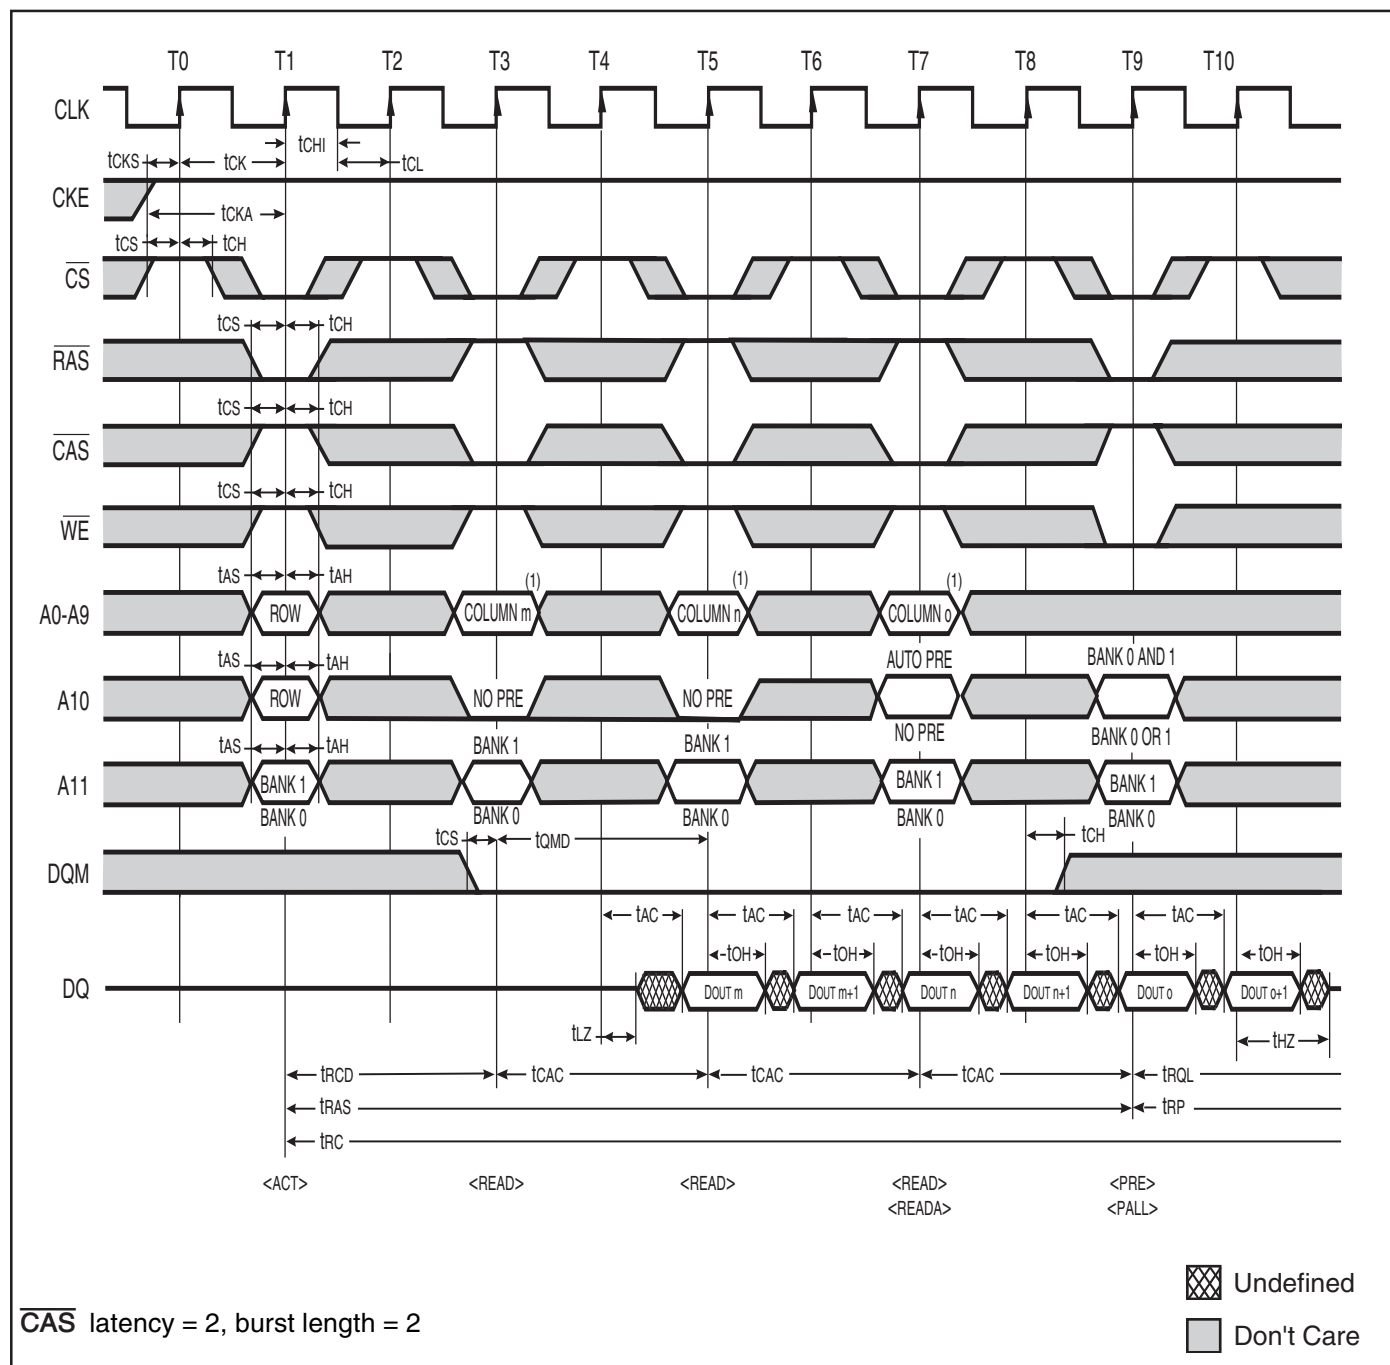 T0 T1 T2 T3 T4 T5 T6 T7 T8 T9 T10
CLK
tCHI
tCKS tCK tCL
CKE
tCKA
tCS tCH
CS
tCS tCH
RAS
tCS tCH
CAS
tCS tCH
WE
tAS tAH (1) (1) (1)
A0-A9 ROW COLUMN m COLUMN n COLUMN o
tAS tAH AUTO PRE BANK 0 AND 1
A10 ROW NO PRE NO PRE
NO PRE BANK 0 OR 1
tAS tAH BANK 1 BANK 1
A11 BANK 1 BANK 1 BANK 1
BANK 0 BANK 0 BANK 0 BANK 0 BANK 0
tCS tQMD tCH
DQM
tAC tAC tAC tAC tAC tAC
tOH tOH tOH tOH tOH tOH
DQ DOUT m DOUT m+1 DOUT n DOUT n+1 DOUT o DOUT o+1
tLZ tHZ
tRCD tCAC tCAC tCAC tRQL
tRAS tRP
tRC
<ACT> <READ> <READ> <READ> <PRE>
<READA> <PALL>
Undefined
CAS latency = 2, burst length = 2
Don't Care